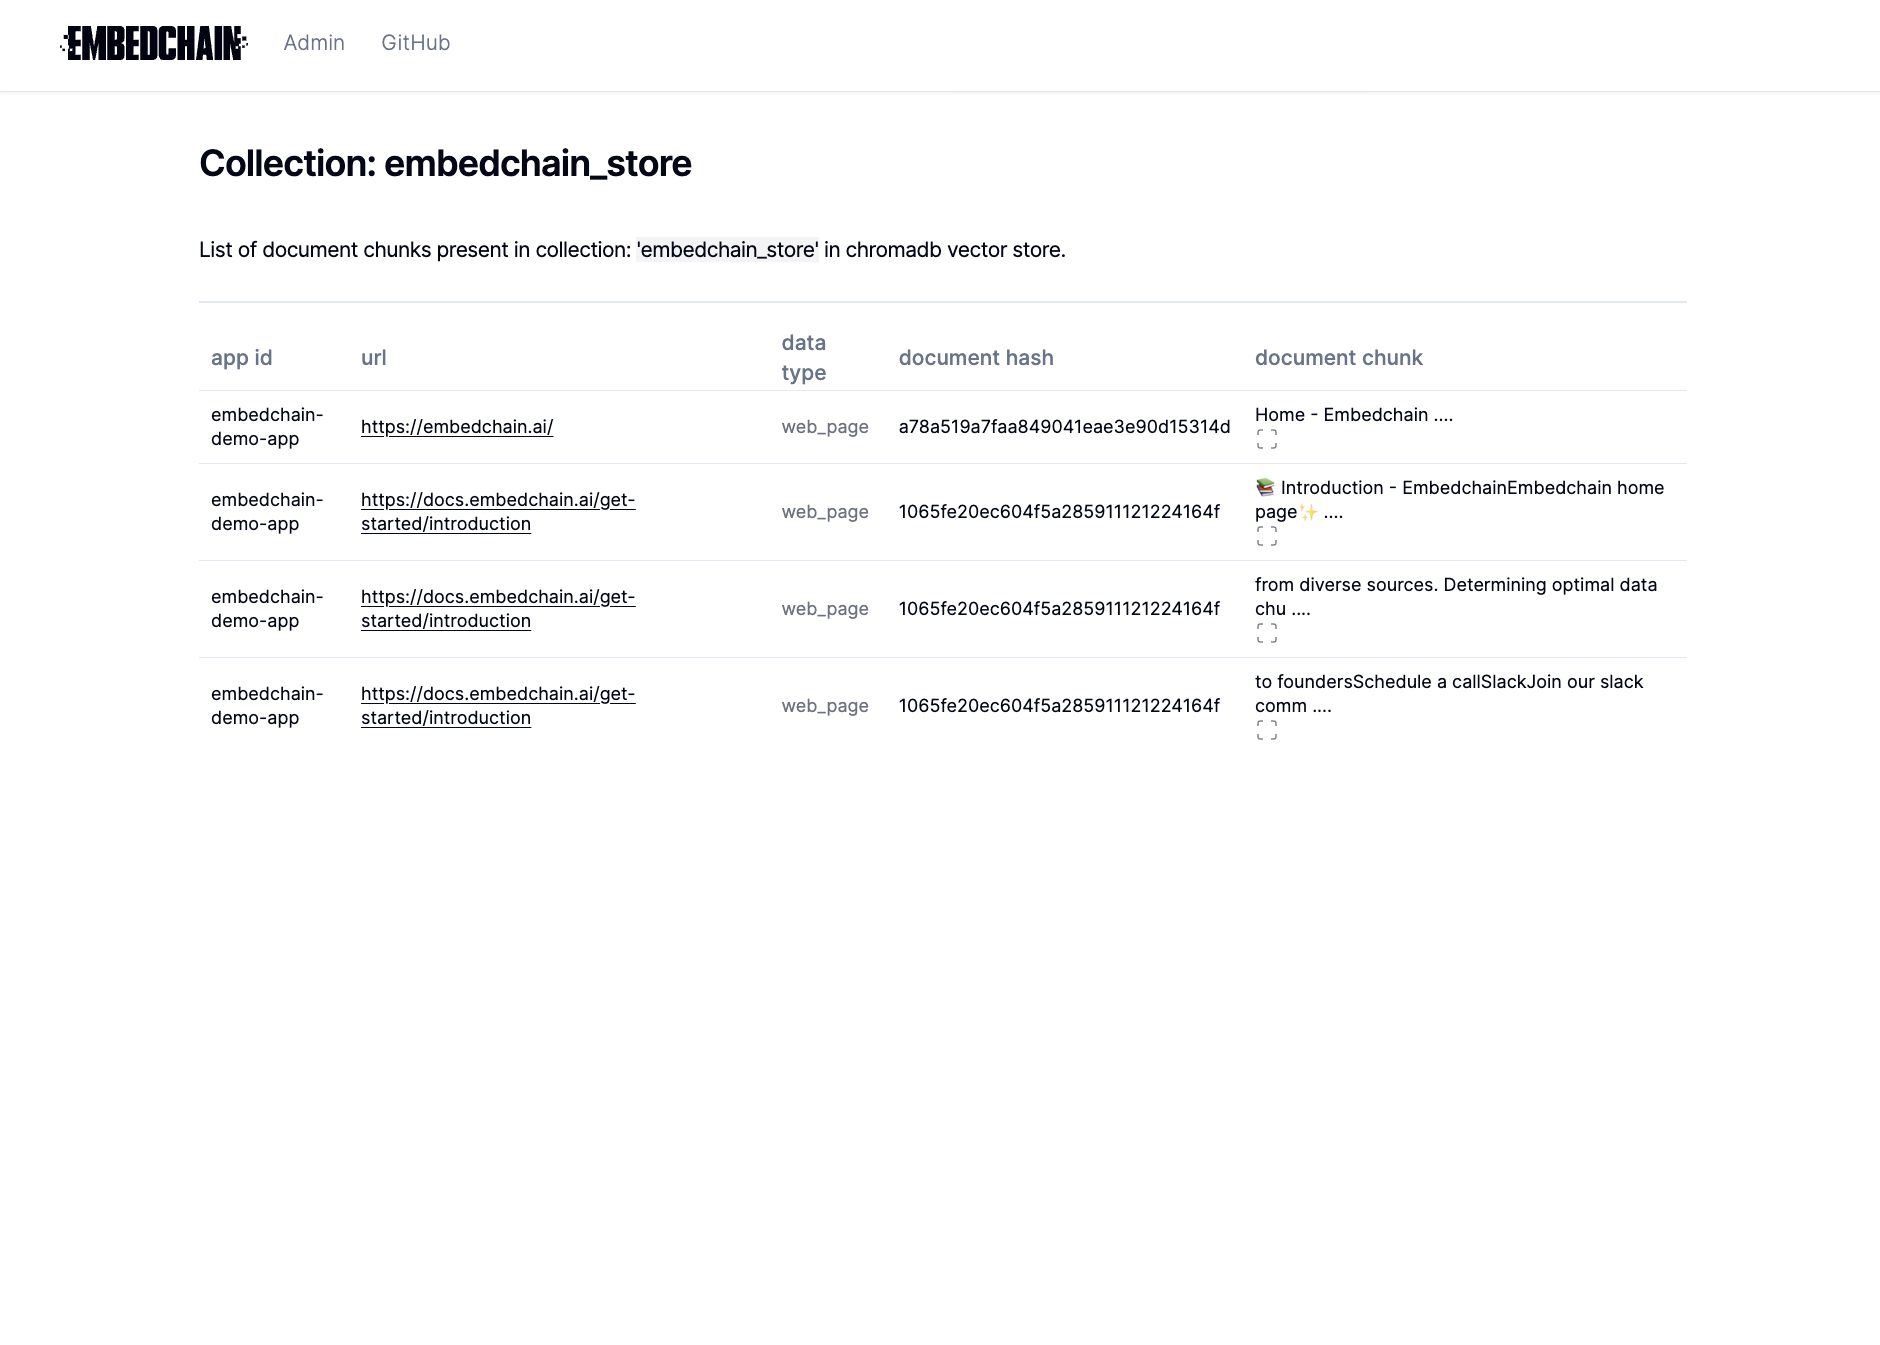 EMBEDCHAIN Admin GitHub
Collection: embedchain_store
List of document chunks present in collection: 'embedchain_store' in chromadb vector store.
app id url data type document hash document chunk
embedchain-demo-app https://embedchain.ai/ web_page a78a519a7faa849041eae3e90d15314d Home - Embedchain ....
embedchain-demo-app https://docs.embedchain.ai/get-started/introduction web_page 1065fe20ec604f5a285911121224164f 📚 Introduction - EmbedchainEmbedchain home page✨ ....
embedchain-demo-app https://docs.embedchain.ai/get-started/introduction web_page 1065fe20ec604f5a285911121224164f from diverse sources. Determining optimal data chu ....
embedchain-demo-app https://docs.embedchain.ai/get-started/introduction web_page 1065fe20ec604f5a285911121224164f to foundersSchedule a callSlackJoin our slack comm ....